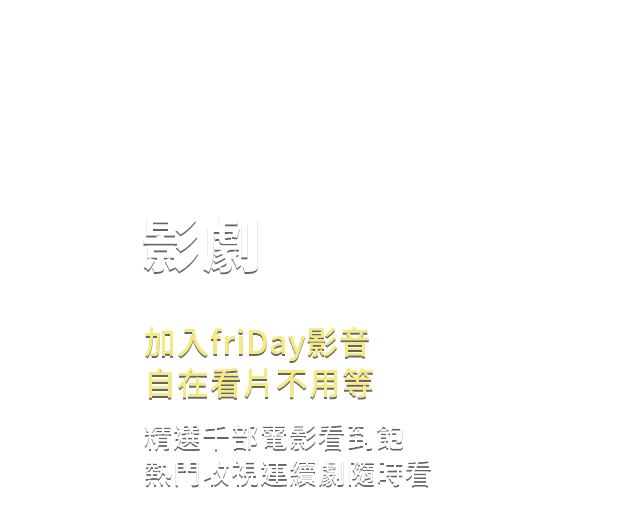 影劇
加入friDay影音
自在看片不用等
精選千部電影看到飽
熱門收視連續劇隨時看